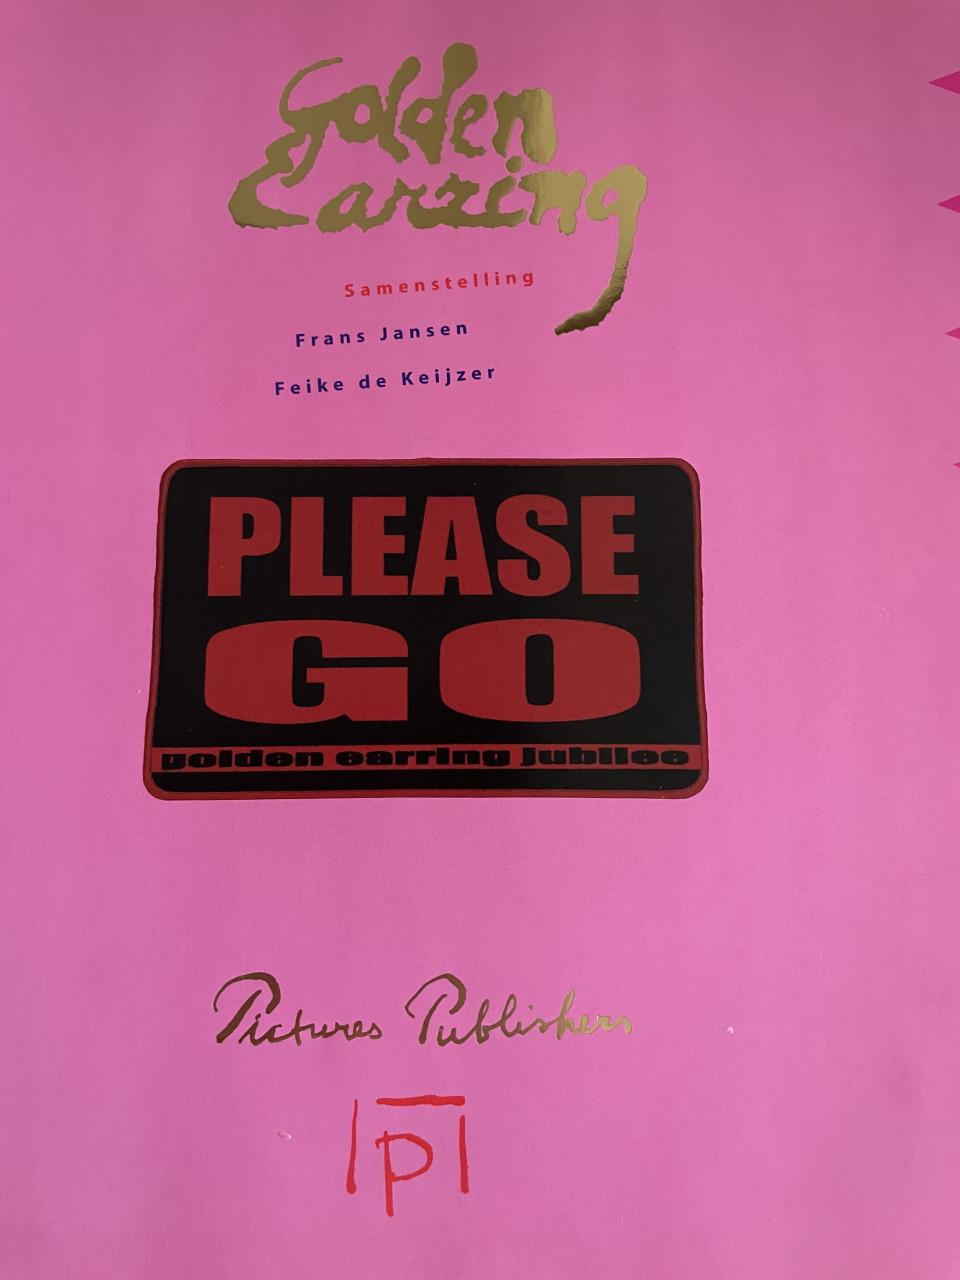 Golden
Earring
Samenstelling
Frans Jansen
Feike de Keijzer
PLEASE
GO
golden earring jubilee
Pictures Publishers
p